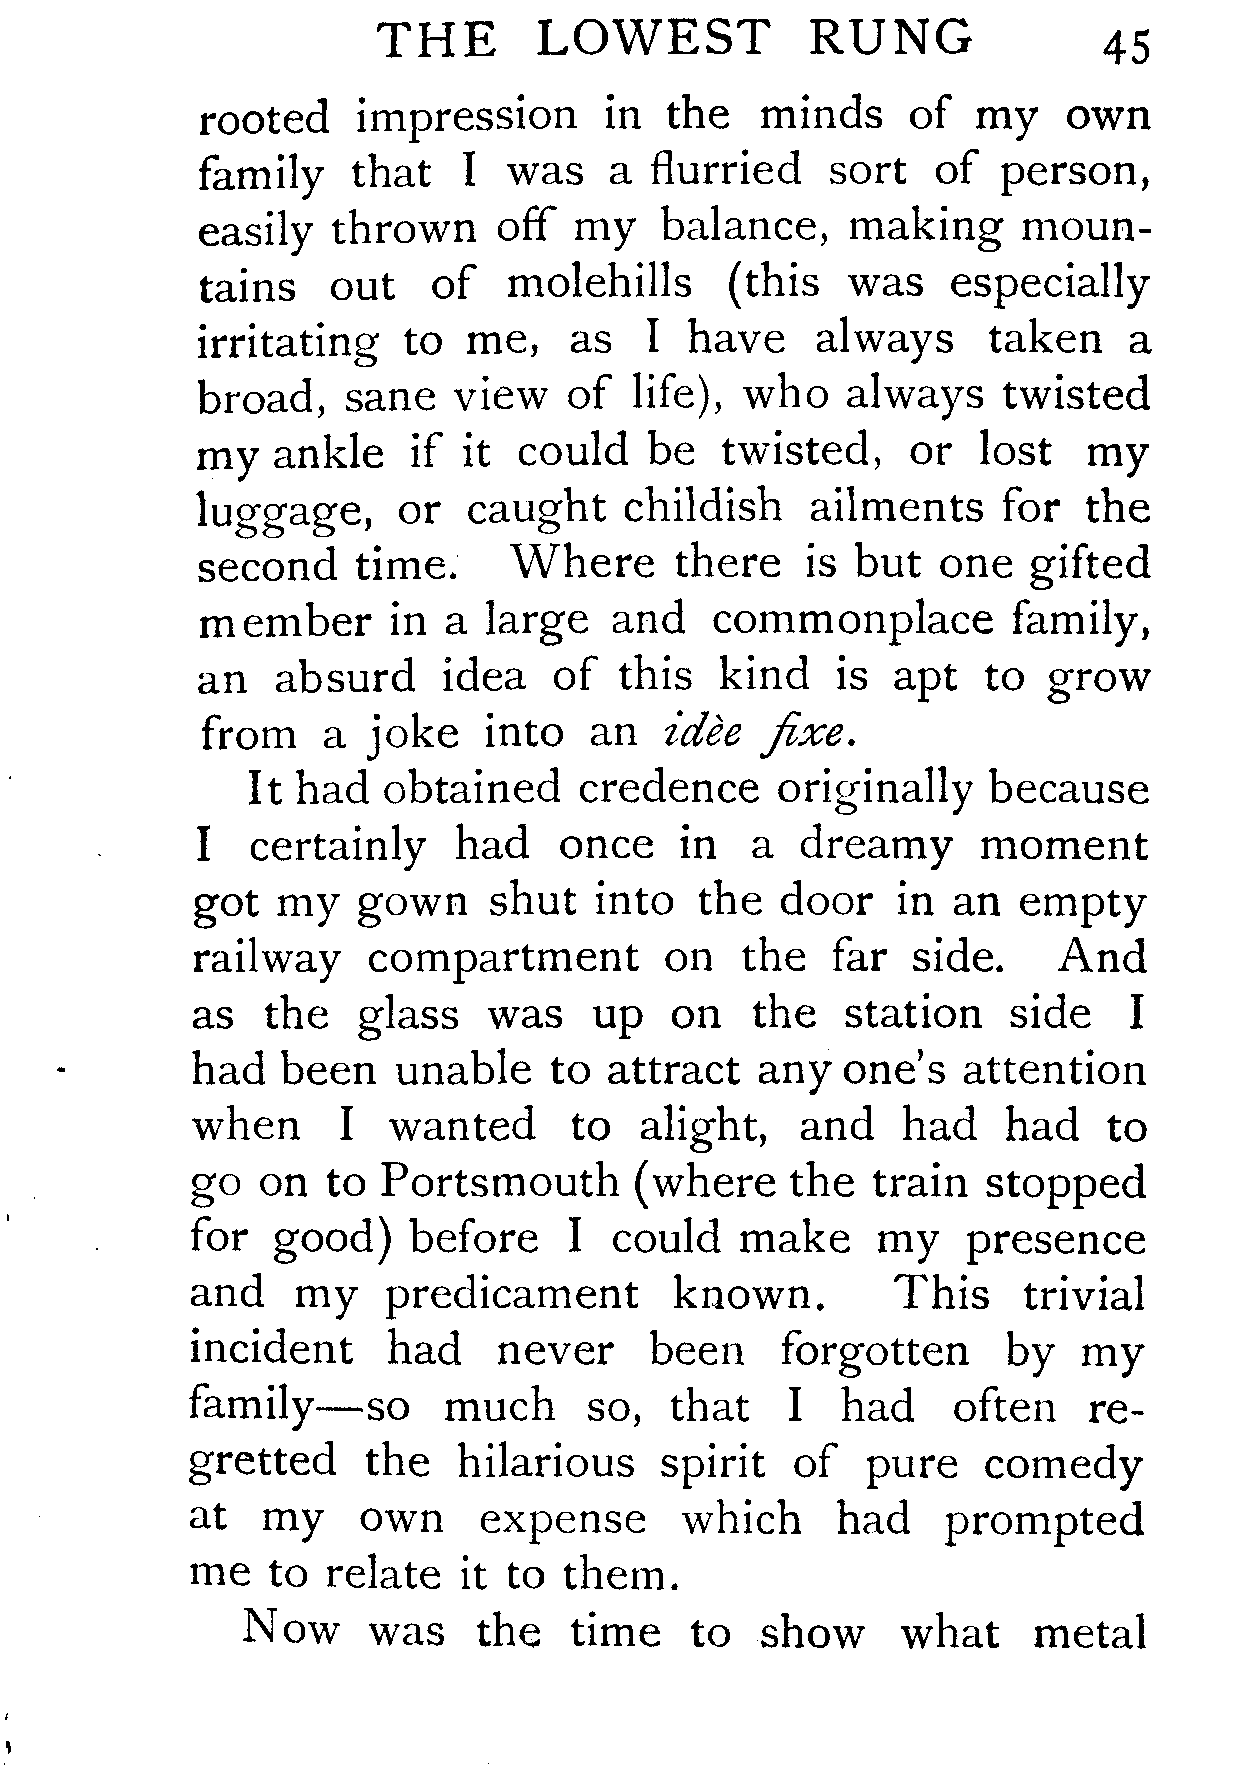 THE LOWEST RUNG 45
rooted impression in the minds of my own
family that I was a flurried sort of person,
easily thrown off my balance, making moun-
tains out of molehills (this was especially
irritating to me, as I have always taken a
broad, sane view of life), who always twisted
my ankle if it could be twisted, or lost my
luggage, or caught childish ailments for the
second time. Where there is but one gifted
member in a large and commonplace family,
an absurd idea of this kind is apt to grow
from a joke into an idèe fixe.
It had obtained credence originally because
I certainly had once in a dreamy moment
got my gown shut into the door in an empty
railway compartment on the far side. And
as the glass was up on the station side I
had been unable to attract any one's attention
when I wanted to alight, and had had to
go on to Portsmouth (where the train stopped
for good) before I could make my presence
and my predicament known. This trivial
incident had never been forgotten by my
family—so much so, that I had often re-
gretted the hilarious spirit of pure comedy
at my own expense which had prompted
me to relate it to them.
Now was the time to show what metal